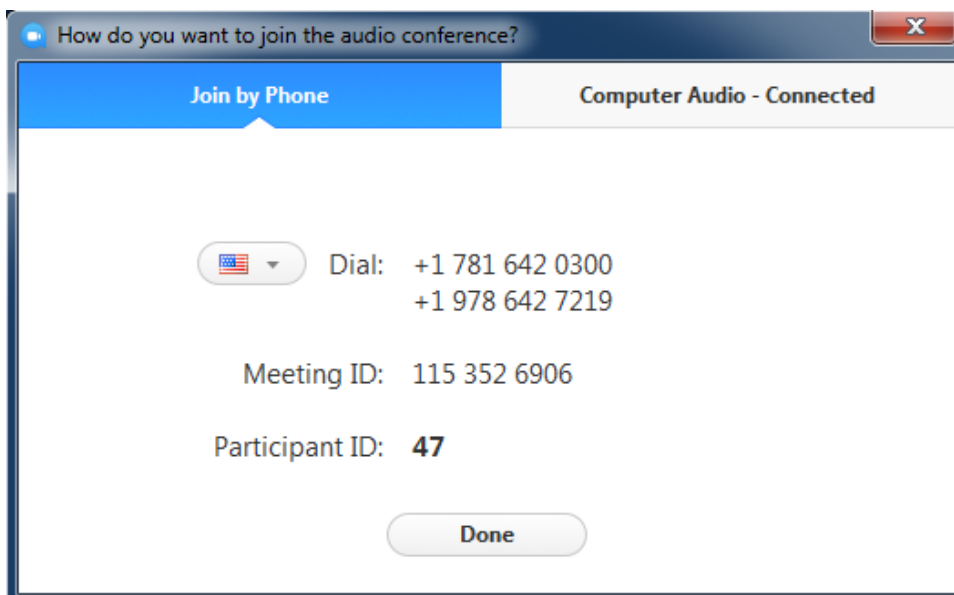 How do you want to join the audio conference?
Join by Phone Computer Audio - Connected
Dial: +1 781 642 0300
+1 978 642 7219
Meeting ID: 115 352 6906
Participant ID: 47
Done